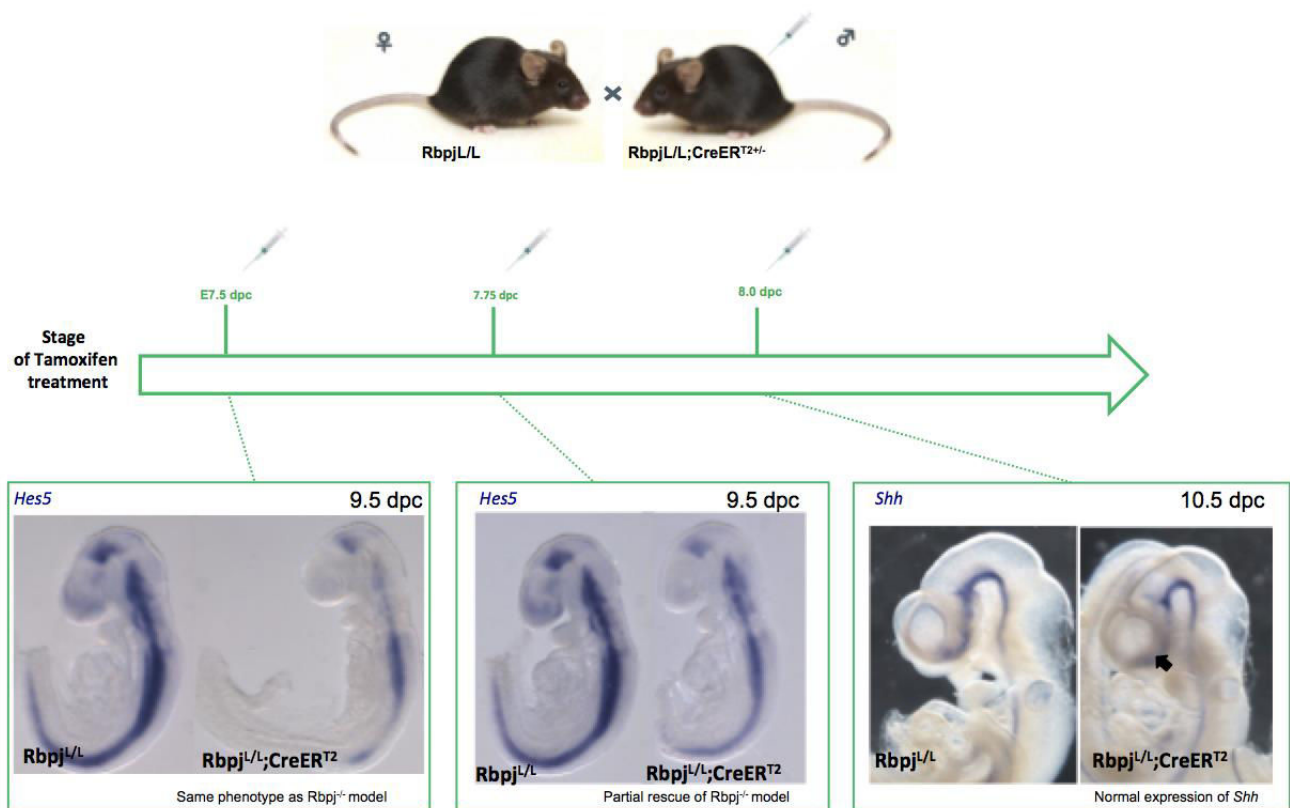 ♀
♂
×
RbpjL/L
RbpjL/L;CreERT2+/-
E7.5 dpc
7.75 dpc
8.0 dpc
Stage
of Tamoxifen
treatment
Hes5
9.5 dpc
RbpjL/L
RbpjL/L;CreERT2
Same phenotype as Rbpj-/- model
Hes5
9.5 dpc
RbpjL/L
RbpjL/L;CreERT2
Partial rescue of Rbpj-/- model
Shh
10.5 dpc
RbpjL/L
RbpjL/L;CreERT2
Normal expression of Shh